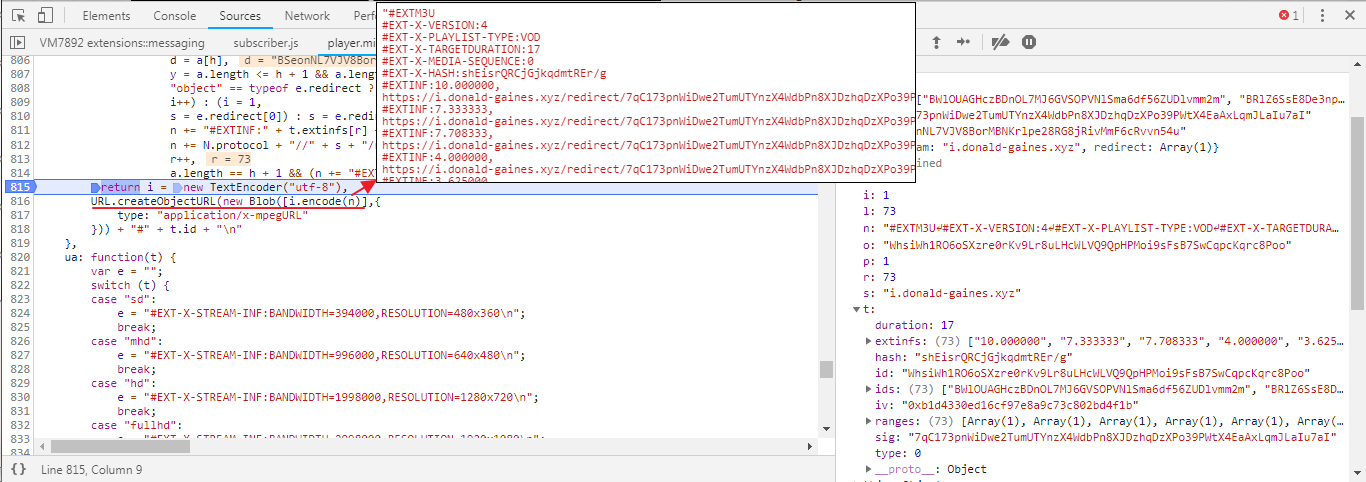 Elements Console Sources Network Performance
1
VM7892 extensions::messaging subscriber.js player.mi
"#EXTM3U
#EXT-X-VERSION:4
#EXT-X-PLAYLIST-TYPE:VOD
#EXT-X-TARGETDURATION:17
#EXT-X-MEDIA-SEQUENCE:0
#EXT-X-HASH:shEisrQRCjGjkqdmtREr/g
#EXTINF:10.000000,
https://i.donald-gaines.xyz/redirect/7qC173pnWiDwe2TumUTYnzX4WdbPn8XJDzhqDzXPo39P
#EXTINF:7.333333,
https://i.donald-gaines.xyz/redirect/7qC173pnWiDwe2TumUTYnzX4WdbPn8XJDzhqDzXPo39P
#EXTINF:7.708333,
https://i.donald-gaines.xyz/redirect/7qC173pnWiDwe2TumUTYnzX4WdbPn8XJDzhqDzXPo39P
#EXTINF:4.000000,
https://i.donald-gaines.xyz/redirect/7qC173pnWiDwe2TumUTYnzX4WdbPn8XJDzhqDzXPo39P
#EXTINF:3.625000
806 d = a[h], d = "BSeonNL7VJV8Bor
807 y = a.length <= h + 1 && a.leng
808 "object" == typeof e.redirect ?
809 i++) : (i = 1,
810 s = e.redirect[0]) : s = e.redi
811 n += "#EXTINF:" + t.extinfs[r]
812 n += N.protocol + "//" + s + "/
813 r++, r = 73
814 a.length == h + 1 && (n += "#EX
815 return i = new TextEncoder("utf-8"),
816 URL.createObjectURL(new Blob([i.encode(n)],{
817 type: "application/x-mpegURL"
818 })) + "#" + t.id + "\n"
819 },
820 ua: function(t) {
821 var e = "";
822 switch (t) {
823 case "sd":
824 e = "#EXT-X-STREAM-INF:BANDWIDTH=394000,RESOLUTION=480x360\n";
825 break;
826 case "mhd":
827 e = "#EXT-X-STREAM-INF:BANDWIDTH=996000,RESOLUTION=640x480\n";
828 break;
829 case "hd":
830 e = "#EXT-X-STREAM-INF:BANDWIDTH=1998000,RESOLUTION=1280x720\n";
831 break;
832 case "fullhd":
833
834
{} Line 815, Column 9
["BWlOUAGHczBDnOL7MJ6GVSOPVNlSma6df56ZUDlvmm2m", "BRlZ6SsE8De3np
73pnWiDwe2TumUTYnzX4WdbPn8XJDzhqDzXPo39PWtX4EaAxLqmJLaIu7aI"
nNL7VJV8BorMBNKrlpe28RG8jRivMmF6cRvvn54u"
am: "i.donald-gaines.xyz", redirect: Array(1)}
ined
i: 1
l: 73
n: "#EXTM3U↵#EXT-X-VERSION:4↵#EXT-X-PLAYLIST-TYPE:VOD↵#EXT-X-TARGETDURA…
o: "WhsiWh1RO6oSXzre0rKv9Lr8uLHcWLVQ9QpHPMoi9sFsB7SwCqpcKqrc8Poo"
p: 1
r: 73
s: "i.donald-gaines.xyz"
t:
duration: 17
extinfs: (73) ["10.000000", "7.333333", "7.708333", "4.000000", "3.625…
hash: "shEisrQRCjGjkqdmtREr/g"
id: "WhsiWh1RO6oSXzre0rKv9Lr8uLHcWLVQ9QpHPMoi9sFsB7SwCqpcKqrc8Poo"
ids: (73) ["BWlOUAGHczBDnOL7MJ6GVSOPVNlSma6df56ZUDlvmm2m", "BRlZ6SsE8D…
iv: "0xb1d4330ed16cf97e8a9c73c802bd4f1b"
ranges: (73) [Array(1), Array(1), Array(1), Array(1), Array(1), Array(…
sig: "7qC173pnWiDwe2TumUTYnzX4WdbPn8XJDzhqDzXPo39PWtX4EaAxLqmJLaIu7aI"
type: 0
__proto__: Object